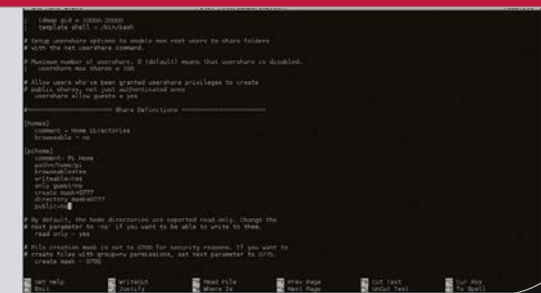 ;   idmap gid = 10000-20000
;   template shell = /bin/bash
# Setup usershare options to enable non-root users to share folders
# with the net usershare command.
# Maximum number of usershare. 0 (default) means that usershare is disabled.
;   usershare max shares = 100
# Allow users who've been granted usershare privileges to create
# public shares, not just authenticated ones
   usershare allow guests = yes
#======================= Share Definitions =======================
[homes]
   comment = Home Directories
   browseable = no
[pihome]
   comment= Pi Home
   path=/home/pi
   browseable=Yes
   writeable=Yes
   only guest=no
   create mask=0777
   directory mask=0777
   public=no
# By default, the home directories are exported read only. Change the
# next parameter to 'no' if you want to be able to write to them.
   read only = yes
# File creation mask is set to 0700 for security reasons. If you want to
# create files with group=rw permissions, set next parameter to 0775.
   create mask = 0700
Get Help WriteOut Read File Prev Page Cut Text Cur Pos
Exit Justify Where Is Next Page UnCut Text To Spell